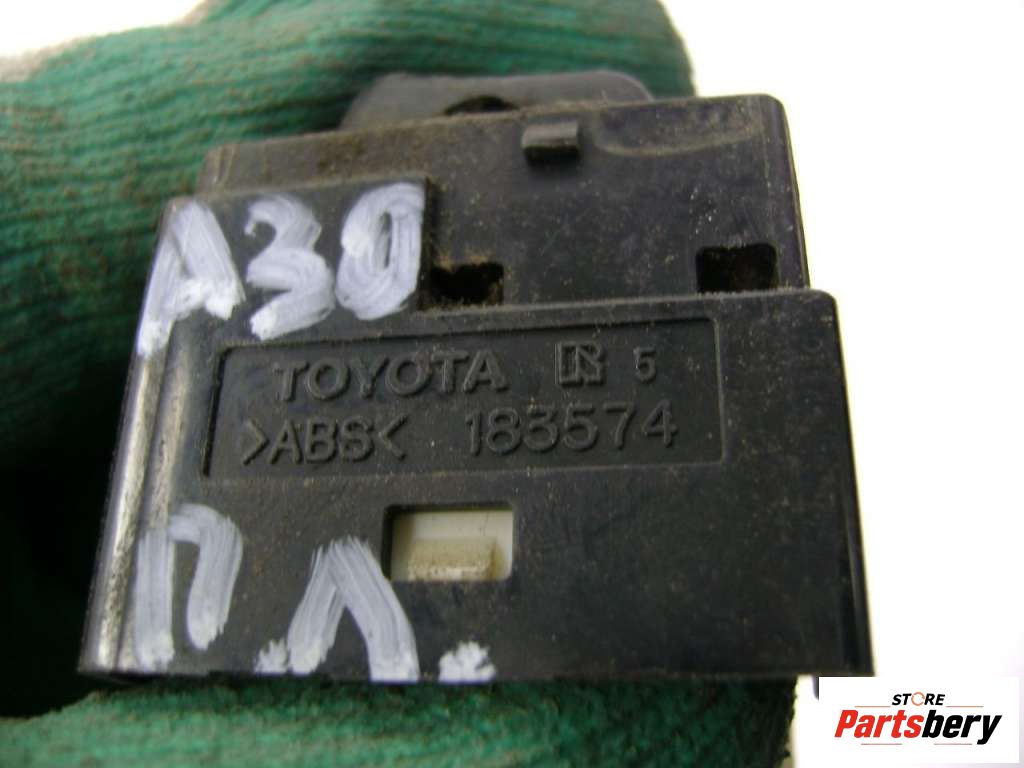 A30
TOYOTA R 5
>ABS< 183574
П.Л.
STORE
Partsbery